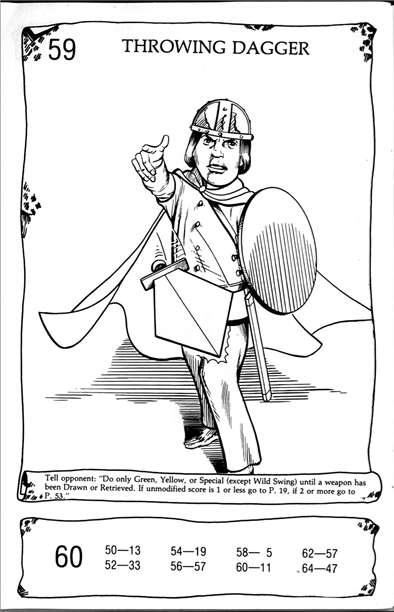 59
THROWING DAGGER
Tell opponent: "Do only Green, Yellow, or Special (except Wild Swing) until a weapon has
been Drawn or Retrieved. If unmodified score is 1 or less go to P. 19, if 2 or more go to
P. 53."
60
50—13 54—19 58— 5 62—57
52—33 56—57 60—11 64—47